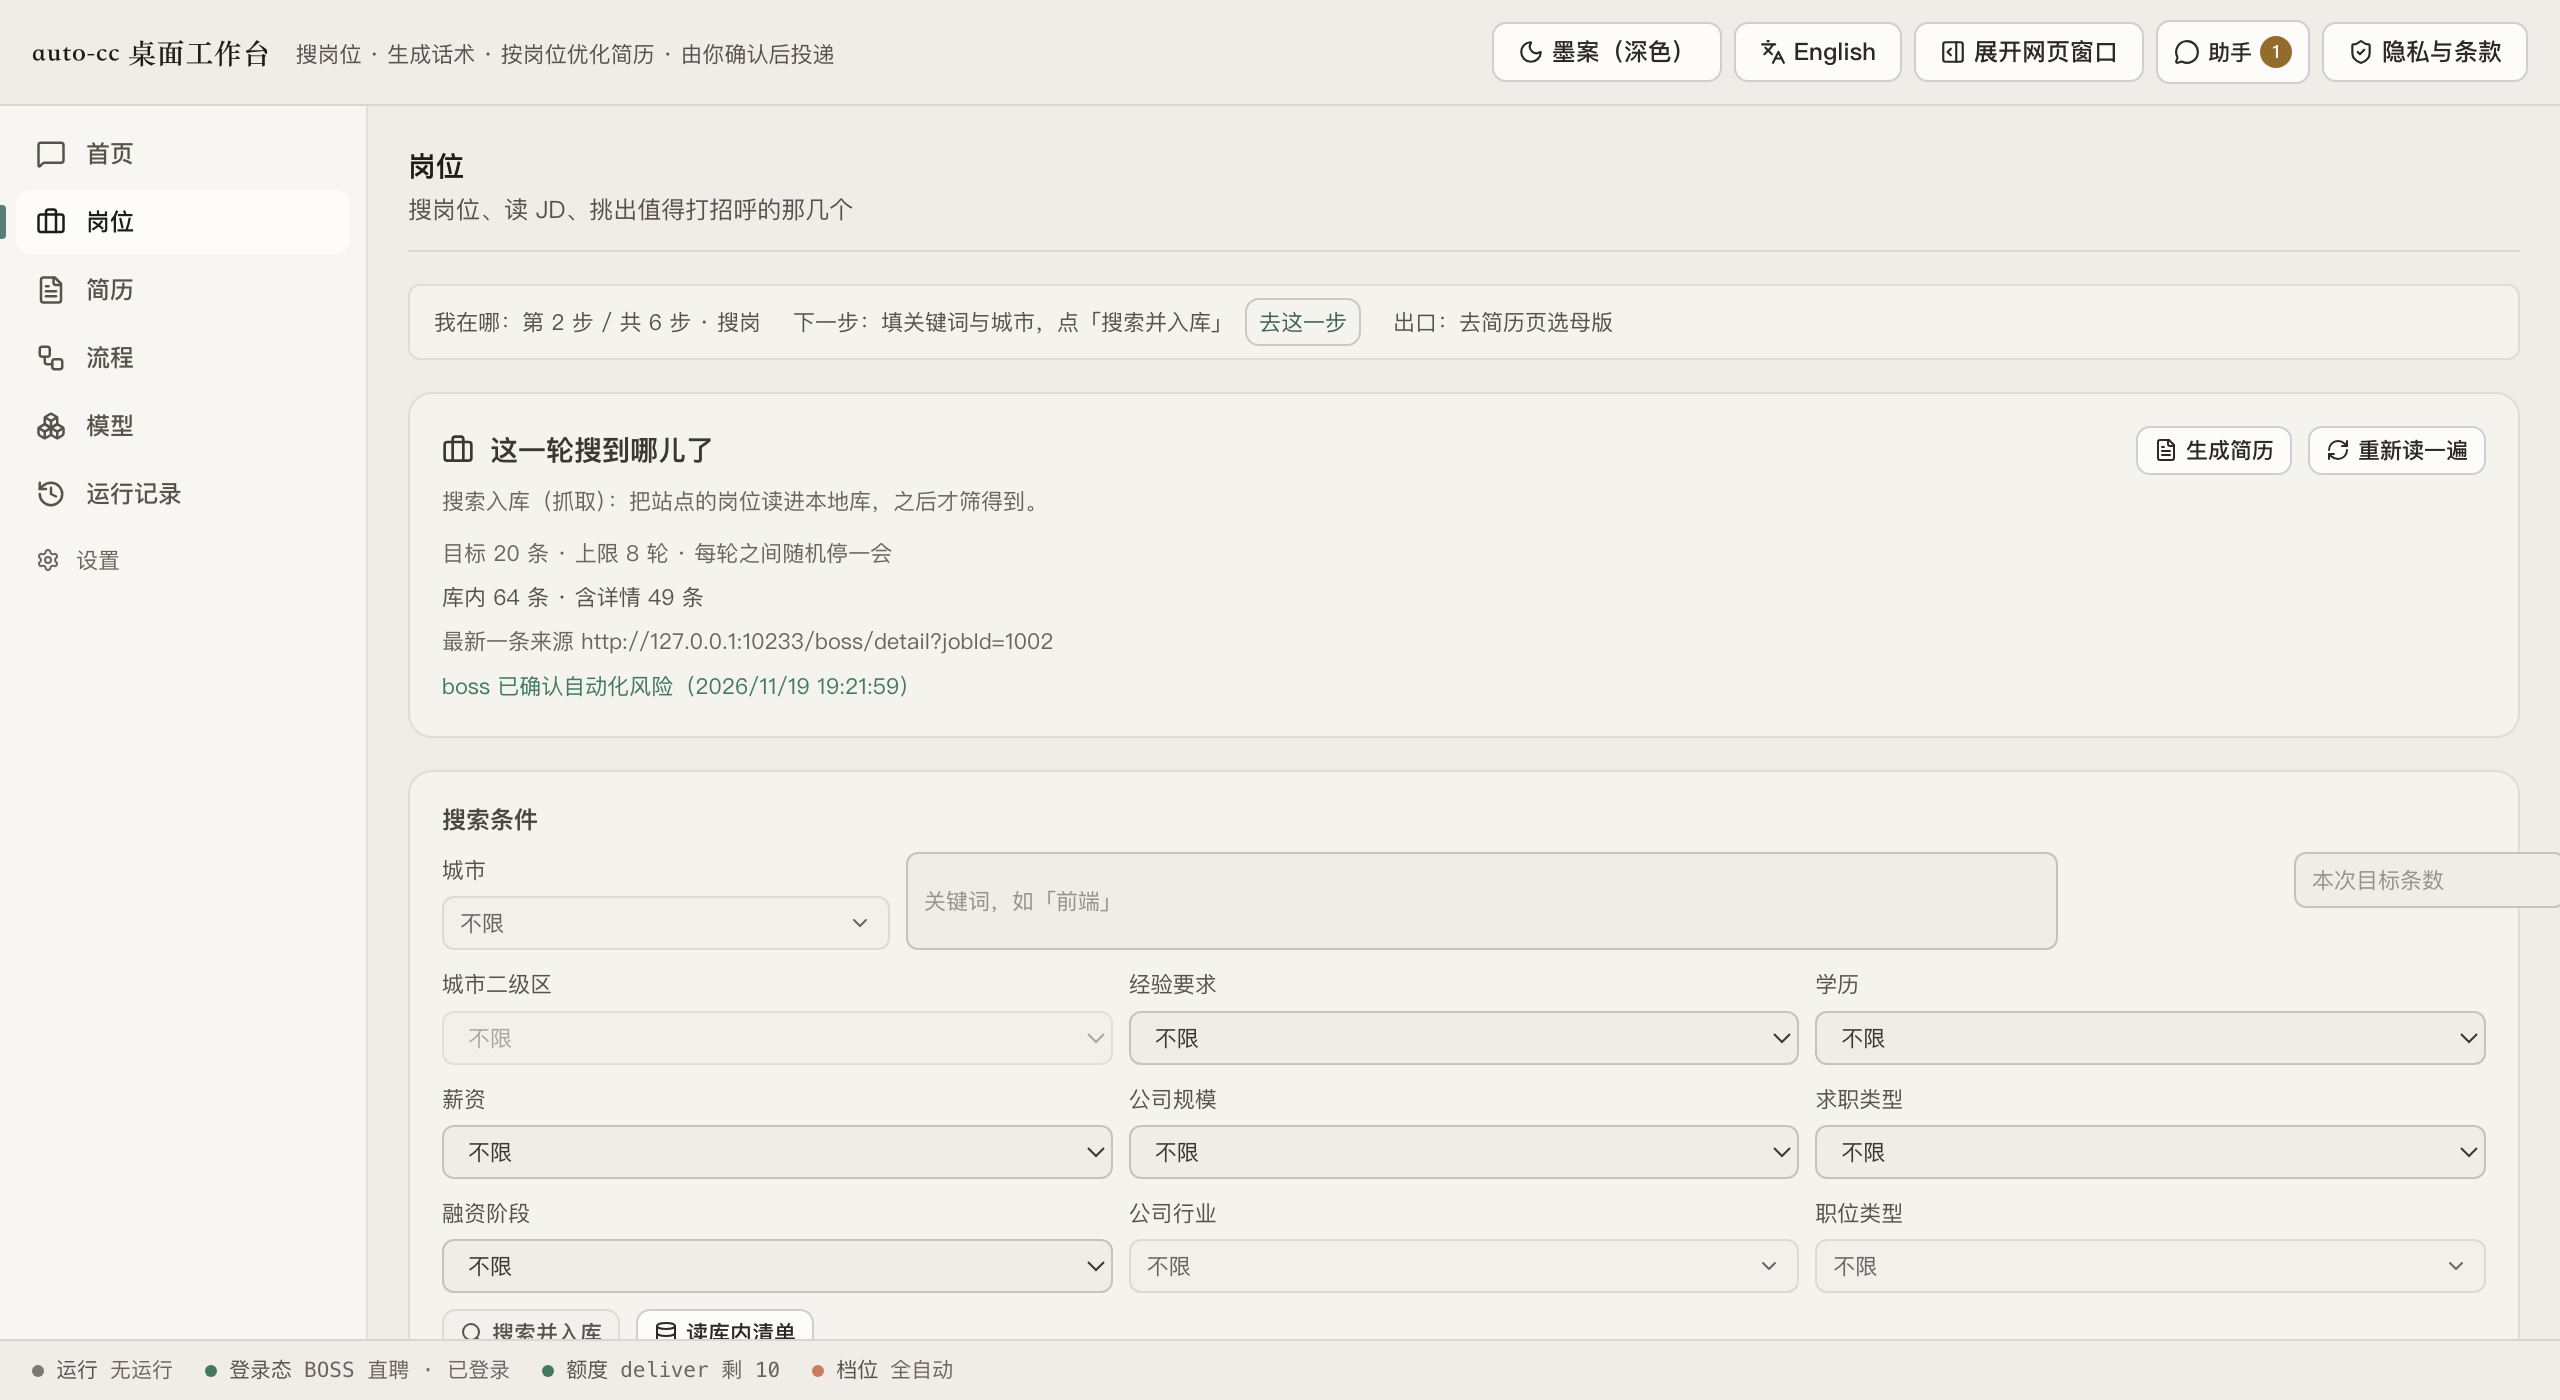 auto-cc 桌面工作台 搜岗位 · 生成话术 · 按岗位优化简历 · 由你确认后投递 墨案（深色） English 展开网页窗口 助手 1 隐私与条款
首页
岗位
简历
流程
模型
运行记录
设置
岗位
搜岗位、读 JD、挑出值得打招呼的那几个
我在哪：第 2 步 / 共 6 步 · 搜岗 下一步：填关键词与城市，点「搜索并入库」 去这一步 出口：去简历页选母版
这一轮搜到哪儿了 生成简历 重新读一遍
搜索入库（抓取）：把站点的岗位读进本地库，之后才筛得到。
目标 20 条 · 上限 8 轮 · 每轮之间随机停一会
库内 64 条 · 含详情 49 条
最新一条来源 http://127.0.0.1:10233/boss/detail?jobId=1002
boss 已确认自动化风险（2026/11/19 19:21:59）
搜索条件
城市
不限 关键词，如「前端」 本次目标条数
城市二级区 经验要求 学历
不限 不限 不限
薪资 公司规模 求职类型
不限 不限 不限
融资阶段 公司行业 职位类型
不限 不限 不限
搜索并入库 读库内清单
运行 无运行 登录态 BOSS 直聘 · 已登录 额度 deliver 剩 10 档位 全自动